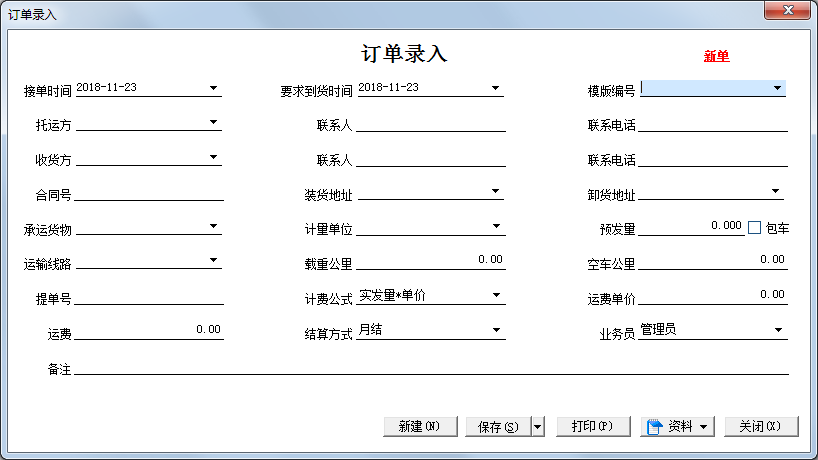 订单录入
订单录入
新单
接单时间 2018-11-23 要求到货时间 2018-11-23 模版编号
托运方 联系人 联系电话
收货方 联系人 联系电话
合同号 装货地址 卸货地址
承运货物 计量单位 预发量 0.000 包车
运输线路 载重公里 0.00 空车公里 0.00
提单号 计费公式 实发量*单价 运费单价 0.00
运费 0.00 结算方式 月结 业务员 管理员
备注
新建(N) 保存(S) 打印(P) 资料 关闭(X)